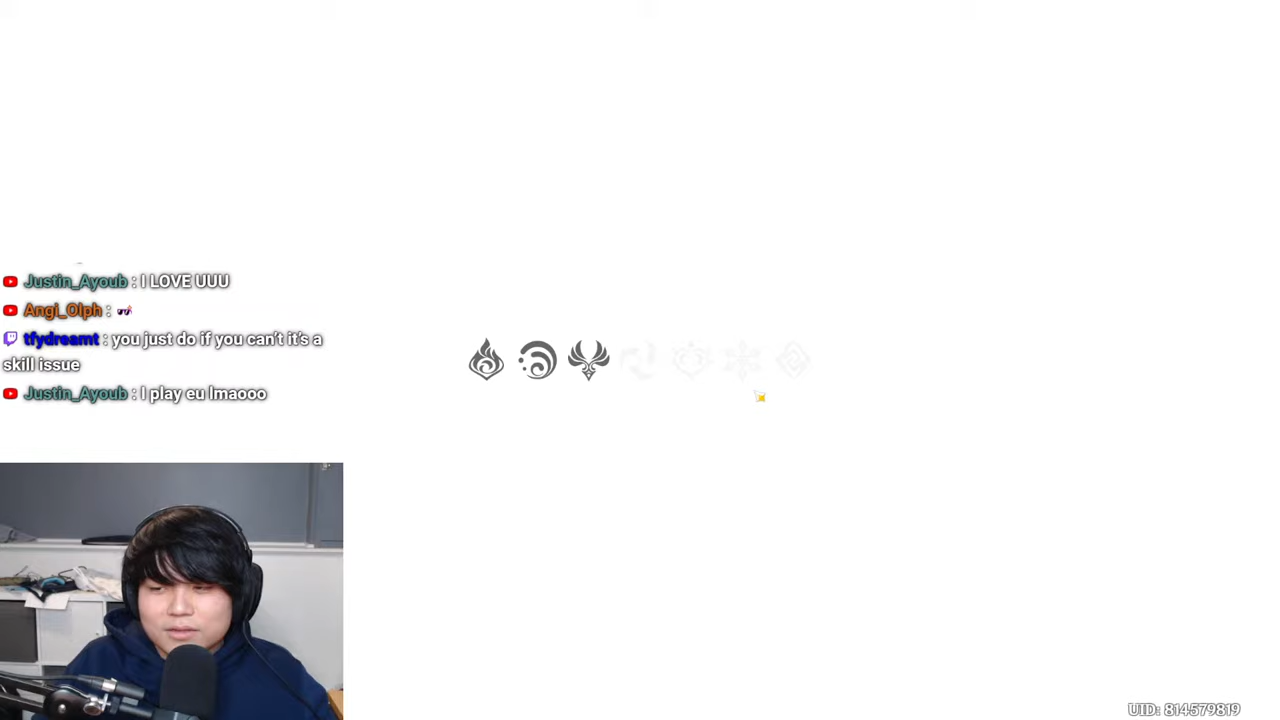 Justin_Ayoub : I LOVE UUU
Angi_Olph :
tfydreamt : you just do if you can't it's a
skill issue
Justin_Ayoub : I play eu lmaooo
UID: 814579819